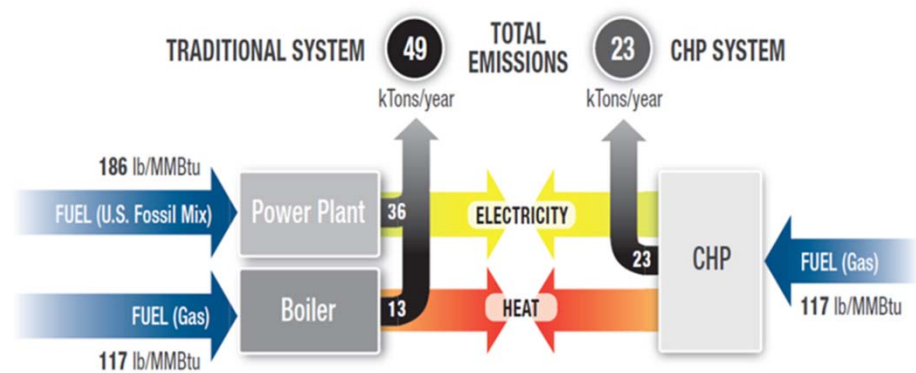 TRADITIONAL SYSTEM
49
kTons/year
TOTAL
EMISSIONS
23
kTons/year
CHP SYSTEM
186 lb/MMBtu
FUEL (U.S. Fossil Mix)
Power Plant
36
ELECTRICITY
FUEL (Gas)
117 lb/MMBtu
Boiler
13
HEAT
23
CHP
FUEL (Gas)
117 lb/MMBtu